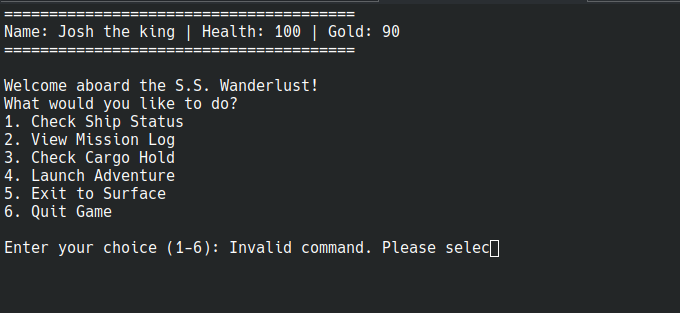 =======================================
Name: Josh the king | Health: 100 | Gold: 90
=======================================
Welcome aboard the S.S. Wanderlust!
What would you like to do?
1. Check Ship Status
2. View Mission Log
3. Check Cargo Hold
4. Launch Adventure
5. Exit to Surface
6. Quit Game
Enter your choice (1-6): Invalid command. Please selec